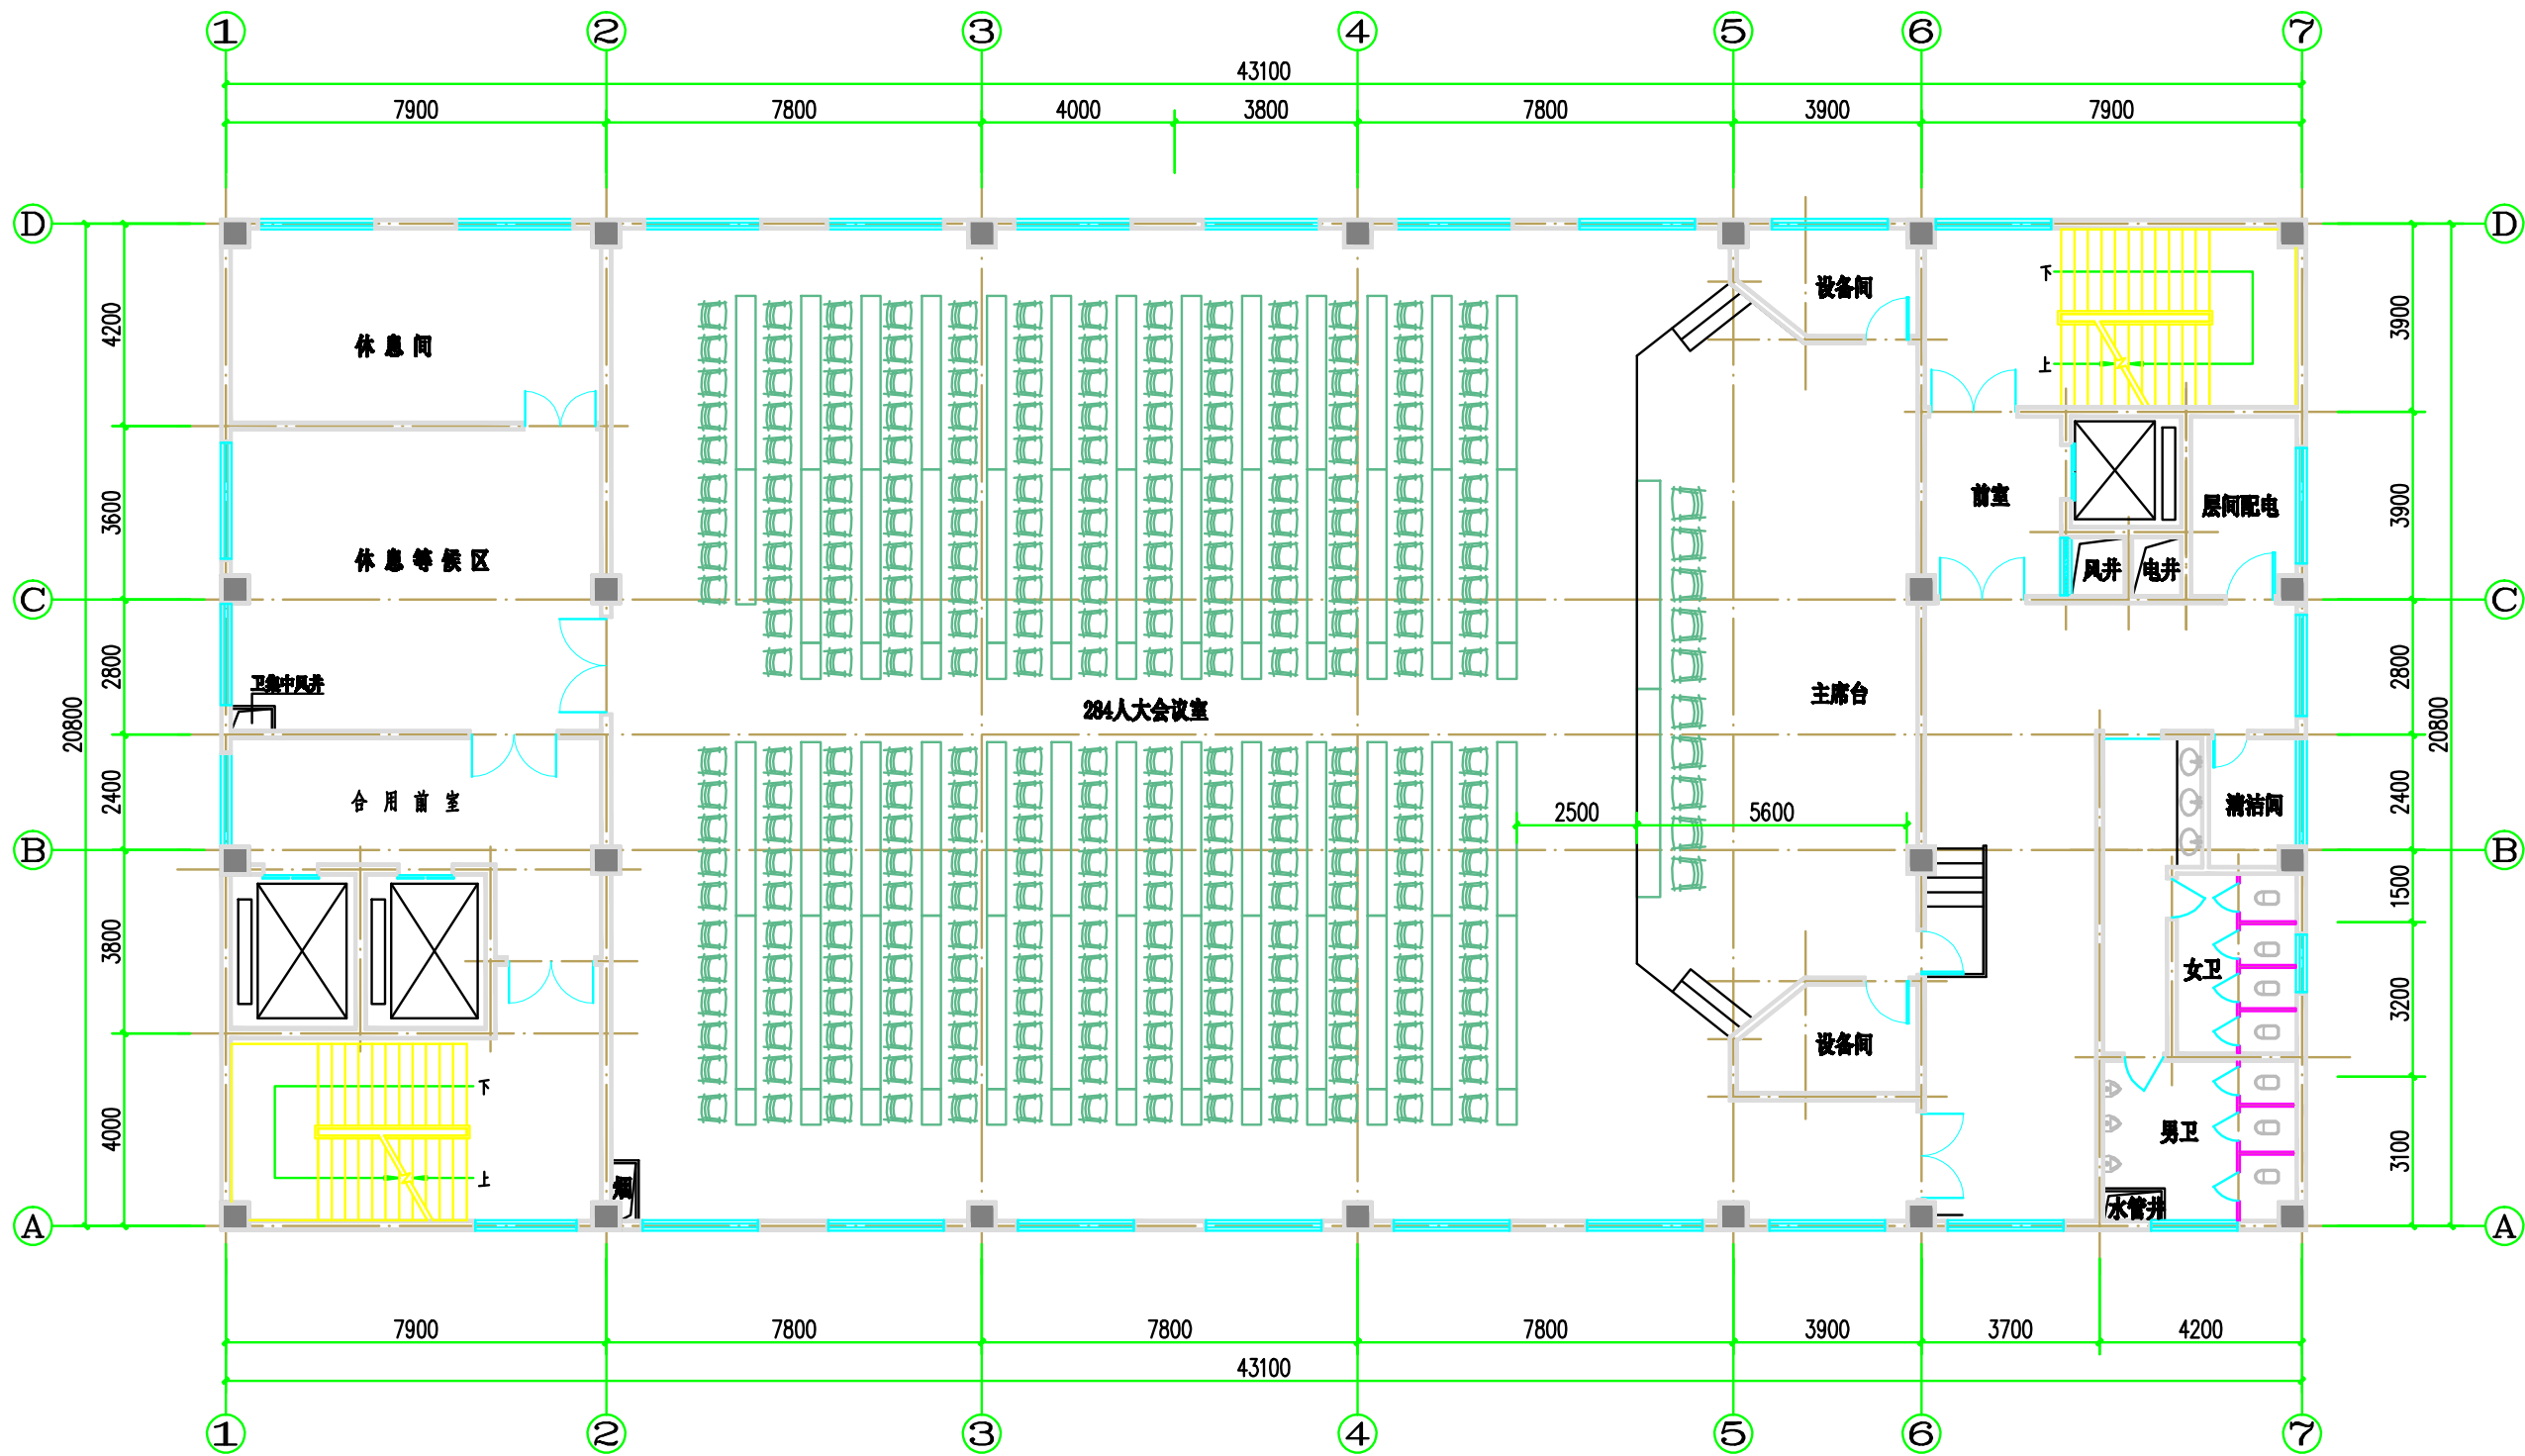 1 2 3 4 5 6 7
43100
7900 7800 4000 3800 7800 3900 7900
D D
设备间
下
4200 3900
休息间
上
前室
层间配电
3600 3900
休息等侯区
风井 电井
C C
2800 2800
卫集中风井
主席台
284人大会议室
20800 20800
2400 2400
合用前室
清洁间
2500 5600
B B
1500
3800
女卫
3200
设备间
下
4000
男卫
3100
上
烟
水管井
A A
7900 7800 7800 7800 3900 3700 4200
43100
1 2 3 4 5 6 7